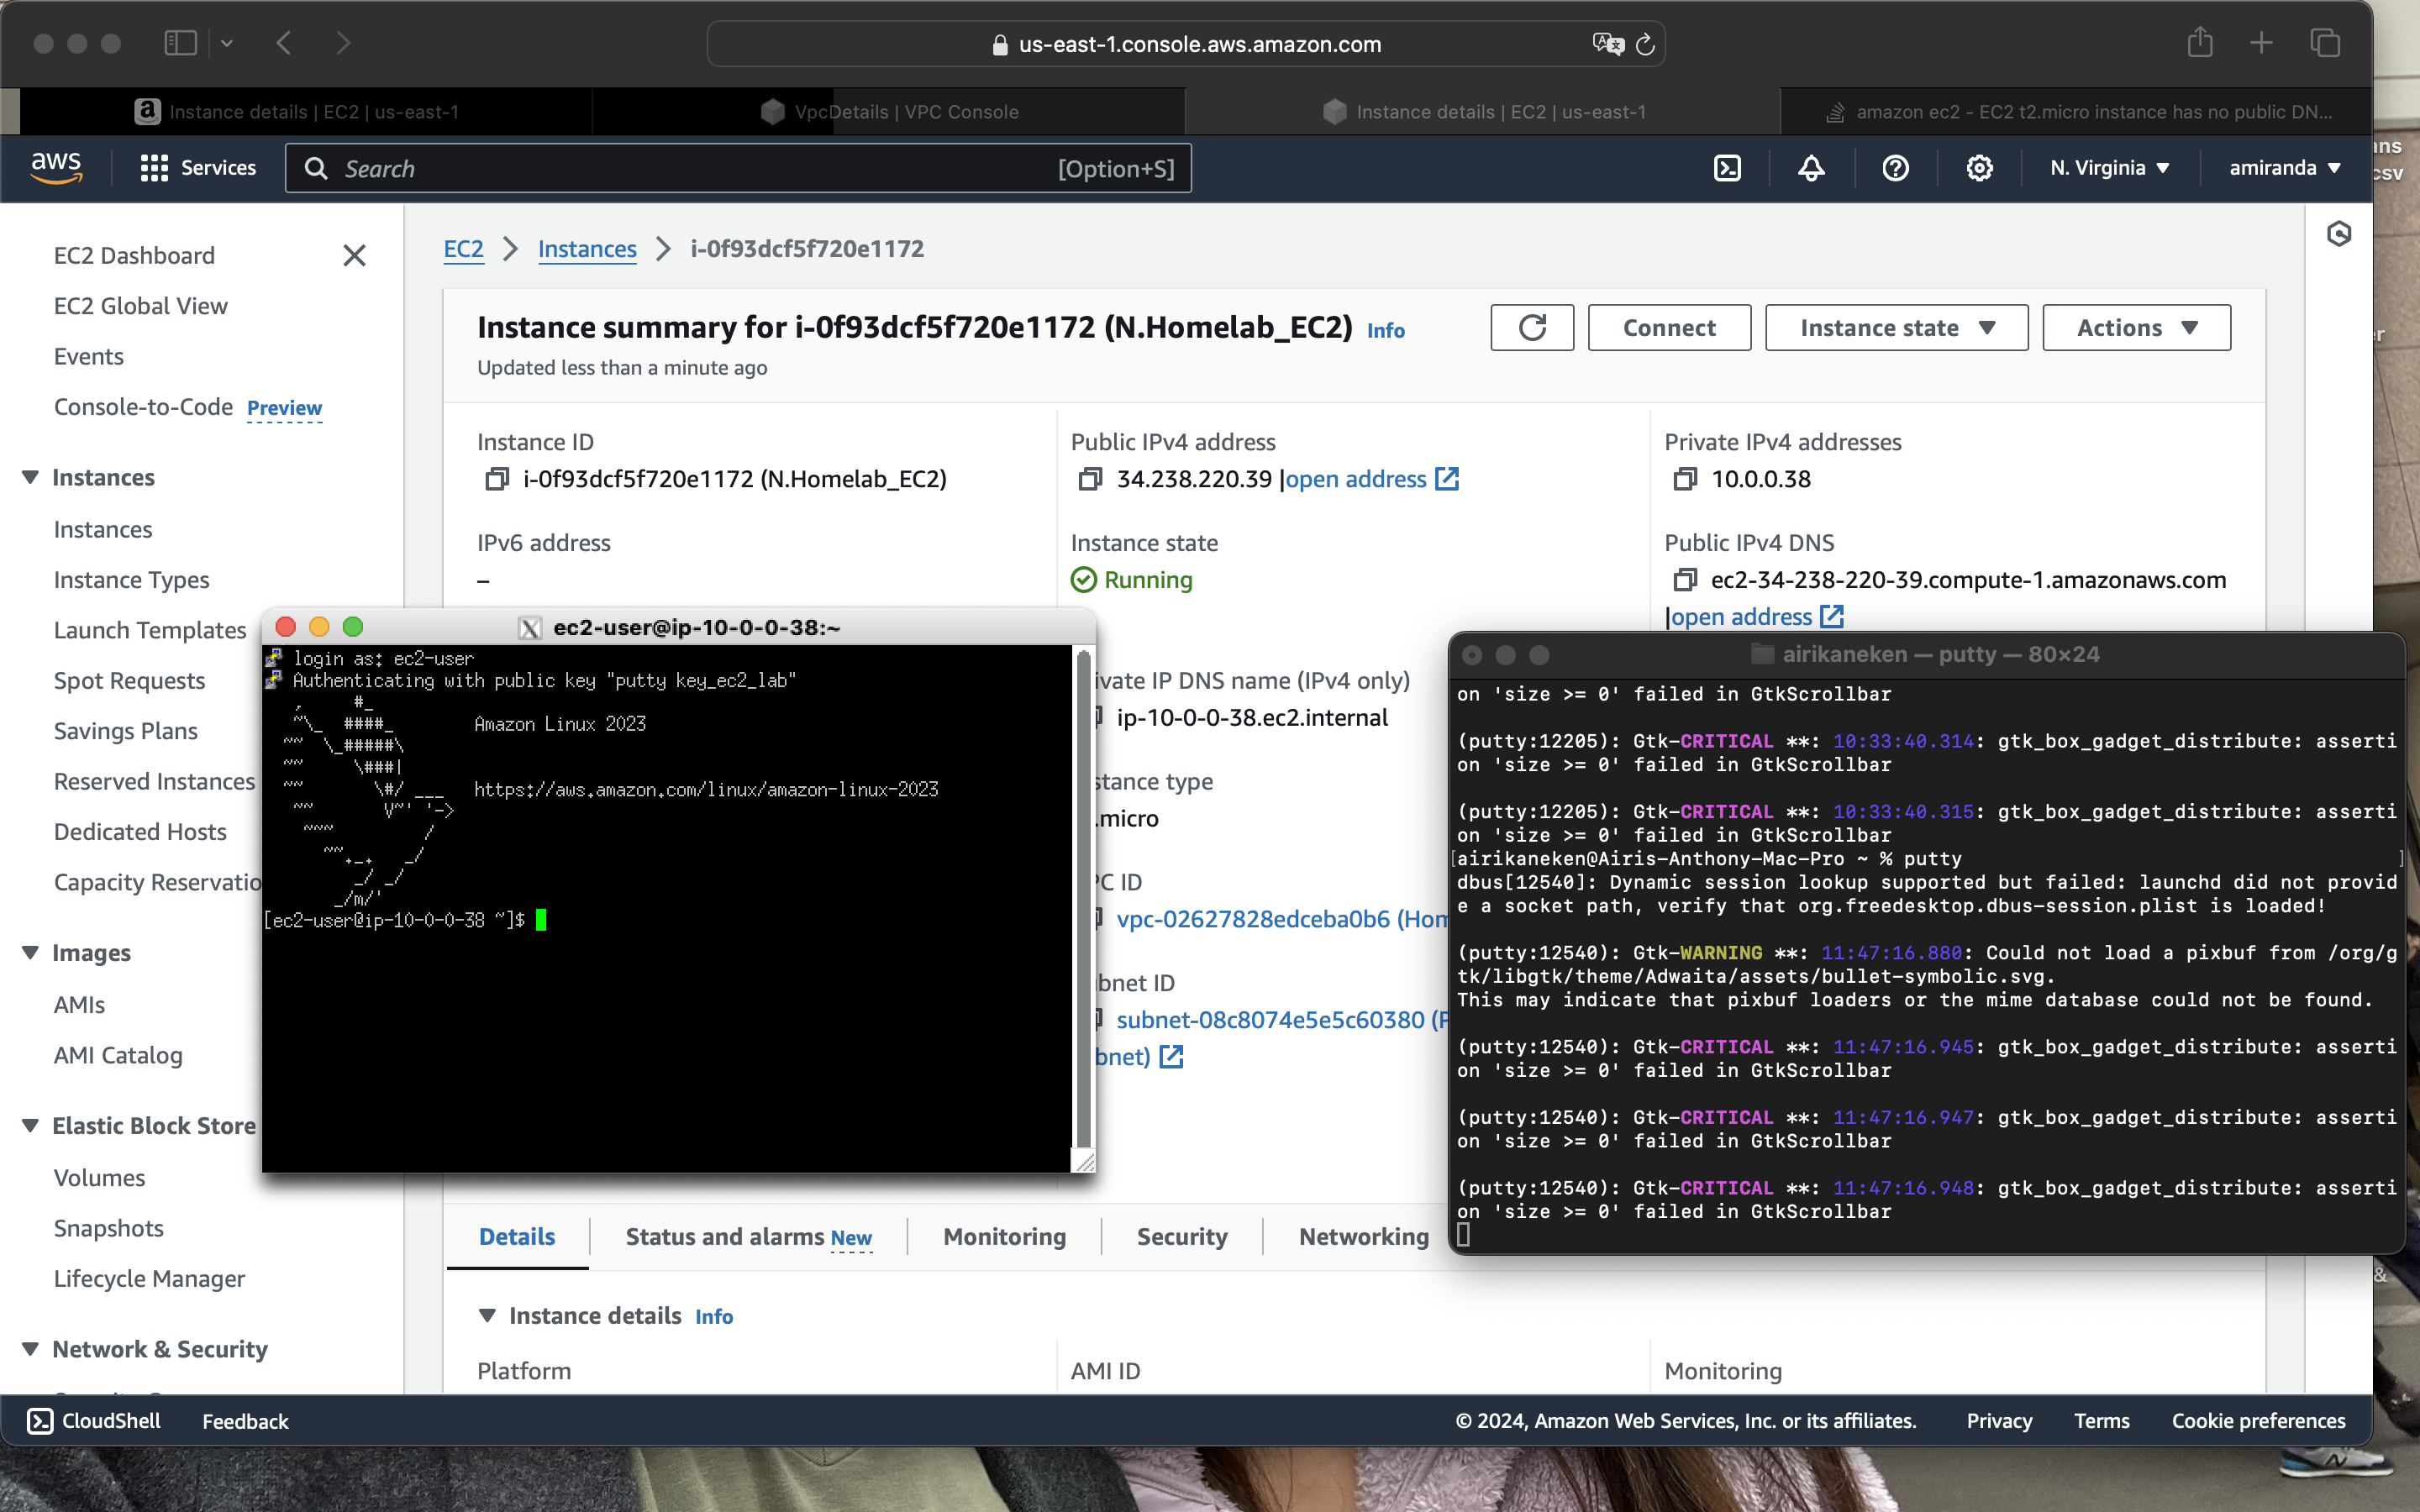 us-east-1.console.aws.amazon.com
Instance details | EC2 | us-east-1
VpcDetails | VPC Console
Instance details | EC2 | us-east-1
amazon ec2 - EC2 t2.micro instance has no public DN...
aws
Services
Search
[Option+S]
N. Virginia
amiranda
EC2 Dashboard
EC2 Global View
Events
Console-to-Code Preview
Instances
Instances
Instance Types
Launch Templates
Spot Requests
Savings Plans
Reserved Instances
Dedicated Hosts
Capacity Reservatio
Images
AMIs
AMI Catalog
Elastic Block Store
Volumes
Snapshots
Lifecycle Manager
Network & Security
EC2 > Instances > i-0f93dcf5f720e1172
Instance summary for i-0f93dcf5f720e1172 (N.Homelab_EC2) Info
Updated less than a minute ago
Connect
Instance state
Actions
Instance ID
i-0f93dcf5f720e1172 (N.Homelab_EC2)
IPv6 address
–
Public IPv4 address
34.238.220.39 |open address
Instance state
Running
Private IPv4 addresses
10.0.0.38
Public IPv4 DNS
ec2-34-238-220-39.compute-1.amazonaws.com
|open address
ivate IP DNS name (IPv4 only)
ip-10-0-0-38.ec2.internal
stance type
.micro
C ID
vpc-02627828edceba0b6 (Hom
bnet ID
subnet-08c8074e5e5c60380 (P
bnet)
ec2-user@ip-10-0-0-38:~
login as: ec2-user
Authenticating with public key "putty key_ec2_lab"
   ,     #_
   ~\_  ####_        Amazon Linux 2023
  ~~  \_#####\
  ~~     \###|
  ~~       \#/ ___   https://aws.amazon.com/linux/amazon-linux-2023
   ~~       V~' '->
    ~~~         /
      ~~._.   _/
         _/ _/
       _/m/'
[ec2-user@ip-10-0-0-38 ~]$
airikaneken — putty — 80×24
on 'size >= 0' failed in GtkScrollbar
(putty:12205): Gtk-CRITICAL **: 10:33:40.314: gtk_box_gadget_distribute: asserti
on 'size >= 0' failed in GtkScrollbar
(putty:12205): Gtk-CRITICAL **: 10:33:40.315: gtk_box_gadget_distribute: asserti
on 'size >= 0' failed in GtkScrollbar
[airikaneken@Airis-Anthony-Mac-Pro ~ % putty ]
dbus[12540]: Dynamic session lookup supported but failed: launchd did not provid
e a socket path, verify that org.freedesktop.dbus-session.plist is loaded!
(putty:12540): Gtk-WARNING **: 11:47:16.880: Could not load a pixbuf from /org/g
tk/libgtk/theme/Adwaita/assets/bullet-symbolic.svg.
This may indicate that pixbuf loaders or the mime database could not be found.
(putty:12540): Gtk-CRITICAL **: 11:47:16.945: gtk_box_gadget_distribute: asserti
on 'size >= 0' failed in GtkScrollbar
(putty:12540): Gtk-CRITICAL **: 11:47:16.947: gtk_box_gadget_distribute: asserti
on 'size >= 0' failed in GtkScrollbar
(putty:12540): Gtk-CRITICAL **: 11:47:16.948: gtk_box_gadget_distribute: asserti
on 'size >= 0' failed in GtkScrollbar
Details
Status and alarms New
Monitoring
Security
Networking
Instance details Info
Platform
AMI ID
Monitoring
CloudShell
Feedback
© 2024, Amazon Web Services, Inc. or its affiliates.
Privacy
Terms
Cookie preferences